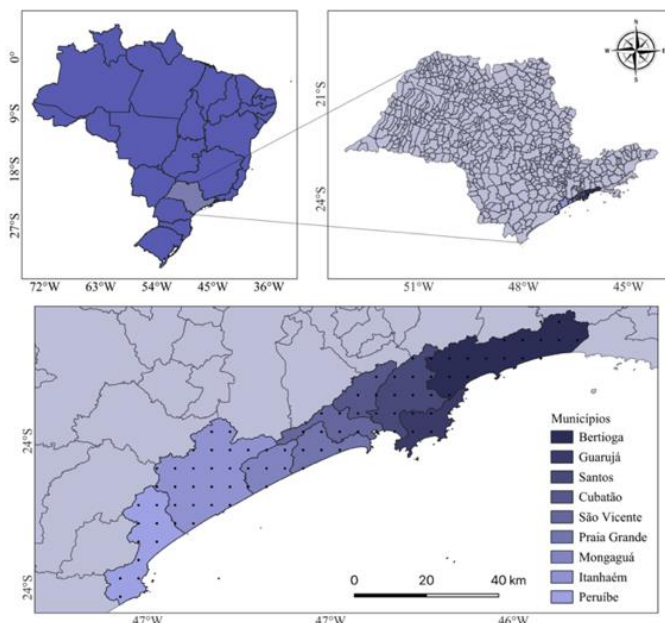 0°
9°S
18°S
27°S
72°W 63°W 54°W 45°W 36°W
N
W E
S
21°S
24°S
51°W 48°W 45°W
24°S
24°S
47°W 47°W 46°W
Municípios
Bertioga
Guarujá
Santos
Cubatão
São Vicente
Praia Grande
Mongaguá
Itanhaém
Peruíbe
0 20 40 km